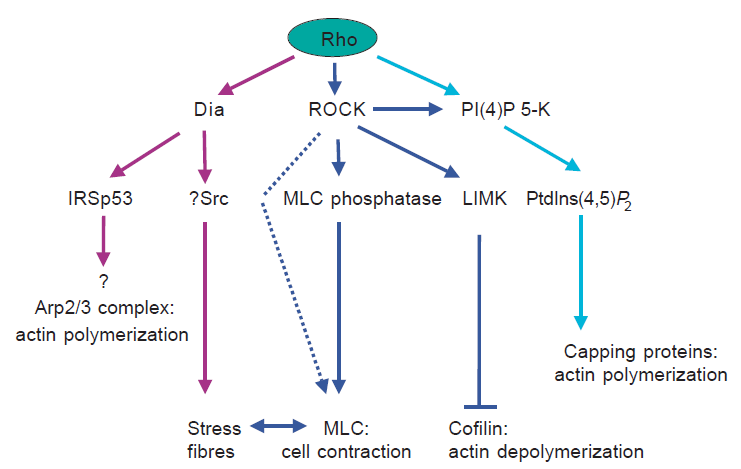 Rho
Dia
ROCK
PI(4)P 5-K
IRSp53
?Src
MLC phosphatase
LIMK
PtdIns(4,5)P2
?
Arp2/3 complex:
actin polymerization
Capping proteins:
actin polymerization
Stress
fibres
MLC:
cell contraction
Cofilin:
actin depolymerization